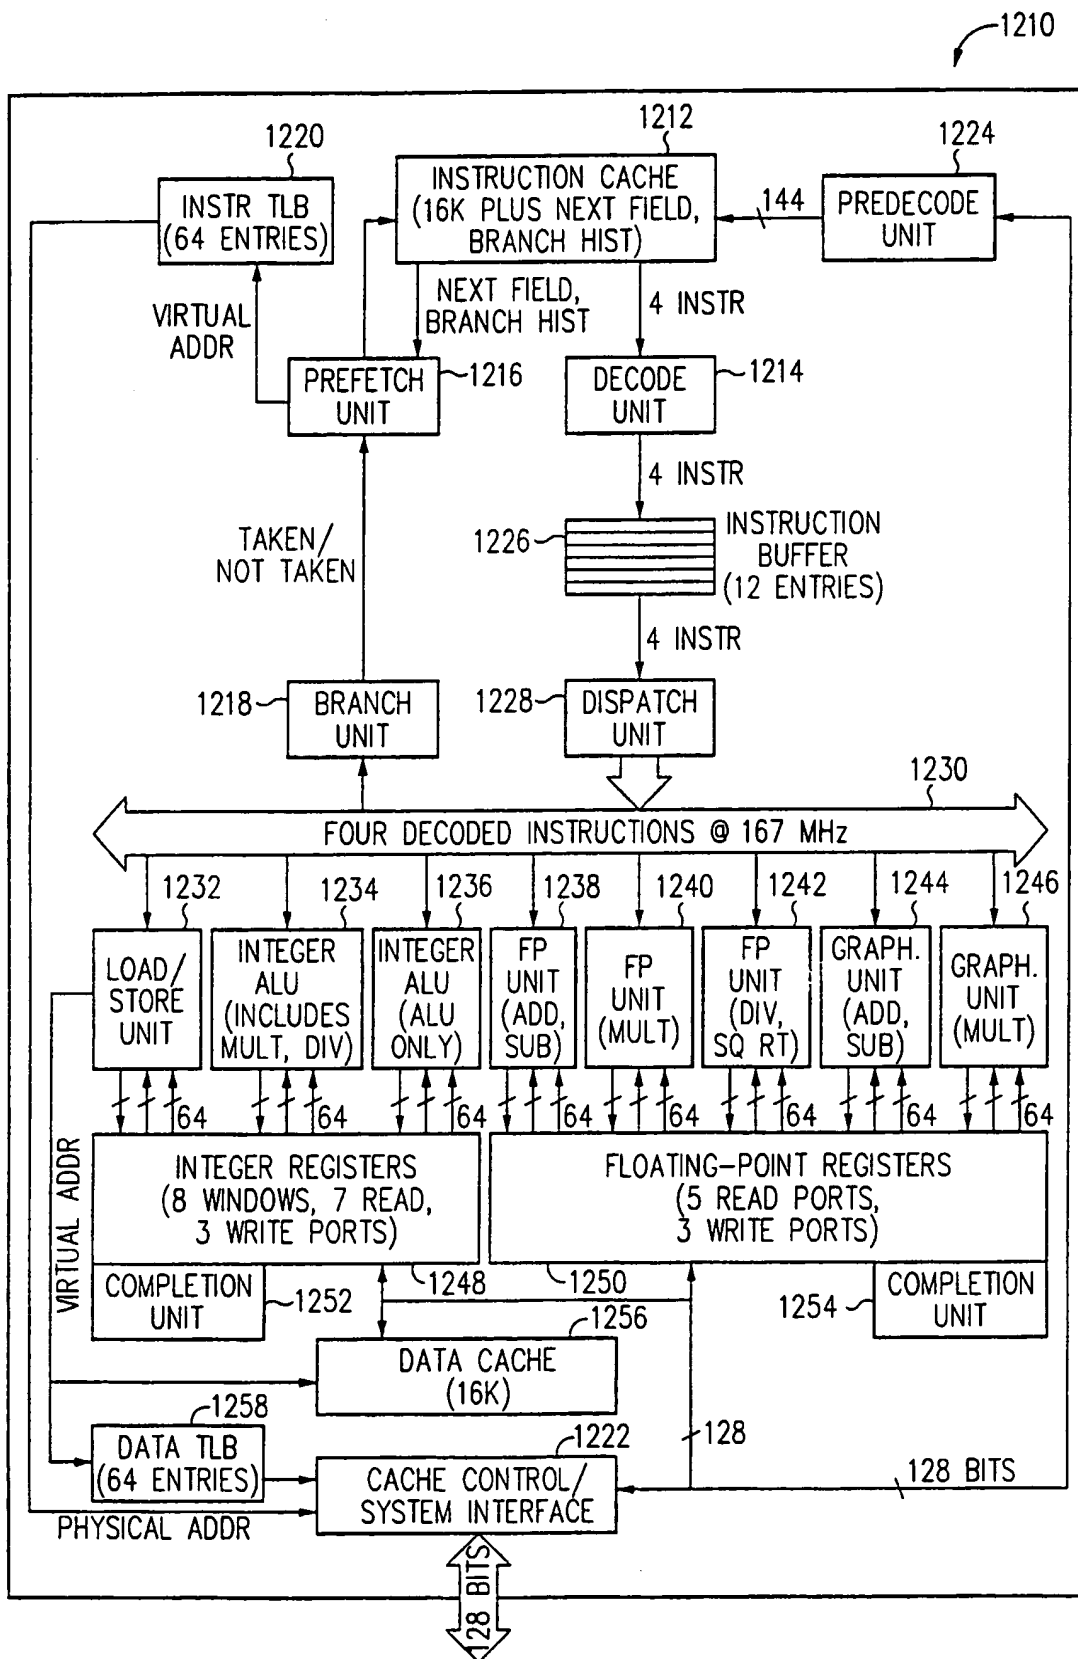 1210
1220
1212
1224
INSTR TLB
(64 ENTRIES)
INSTRUCTION CACHE
(16K PLUS NEXT FIELD,
BRANCH HIST)
144
PREDECODE
UNIT
VIRTUAL
ADDR
NEXT FIELD,
BRANCH HIST
4 INSTR
PREFETCH
UNIT
1216
DECODE
UNIT
1214
4 INSTR
TAKEN/
NOT TAKEN
1226
INSTRUCTION
BUFFER
(12 ENTRIES)
4 INSTR
1218
BRANCH
UNIT
1228
DISPATCH
UNIT
1230
FOUR DECODED INSTRUCTIONS @ 167 MHz
1232
1234
1236
1238
1240
1242
1244
1246
LOAD/
STORE
UNIT
INTEGER
ALU
(INCLUDES
MULT, DIV)
INTEGER
ALU
(ALU
ONLY)
FP
UNIT
(ADD,
SUB)
FP
UNIT
(MULT)
FP
UNIT
(DIV,
SQ RT)
GRAPH.
UNIT
(ADD,
SUB)
GRAPH.
UNIT
(MULT)
64
64
64
64
64
64
64
64
VIRTUAL ADDR
INTEGER REGISTERS
(8 WINDOWS, 7 READ,
3 WRITE PORTS)
FLOATING-POINT REGISTERS
(5 READ PORTS,
3 WRITE PORTS)
COMPLETION
UNIT
1252
1248
1250
1254
COMPLETION
UNIT
1256
DATA CACHE
(16K)
1258
DATA TLB
(64 ENTRIES)
1222
128
CACHE CONTROL/
SYSTEM INTERFACE
128 BITS
PHYSICAL ADDR
128 BITS